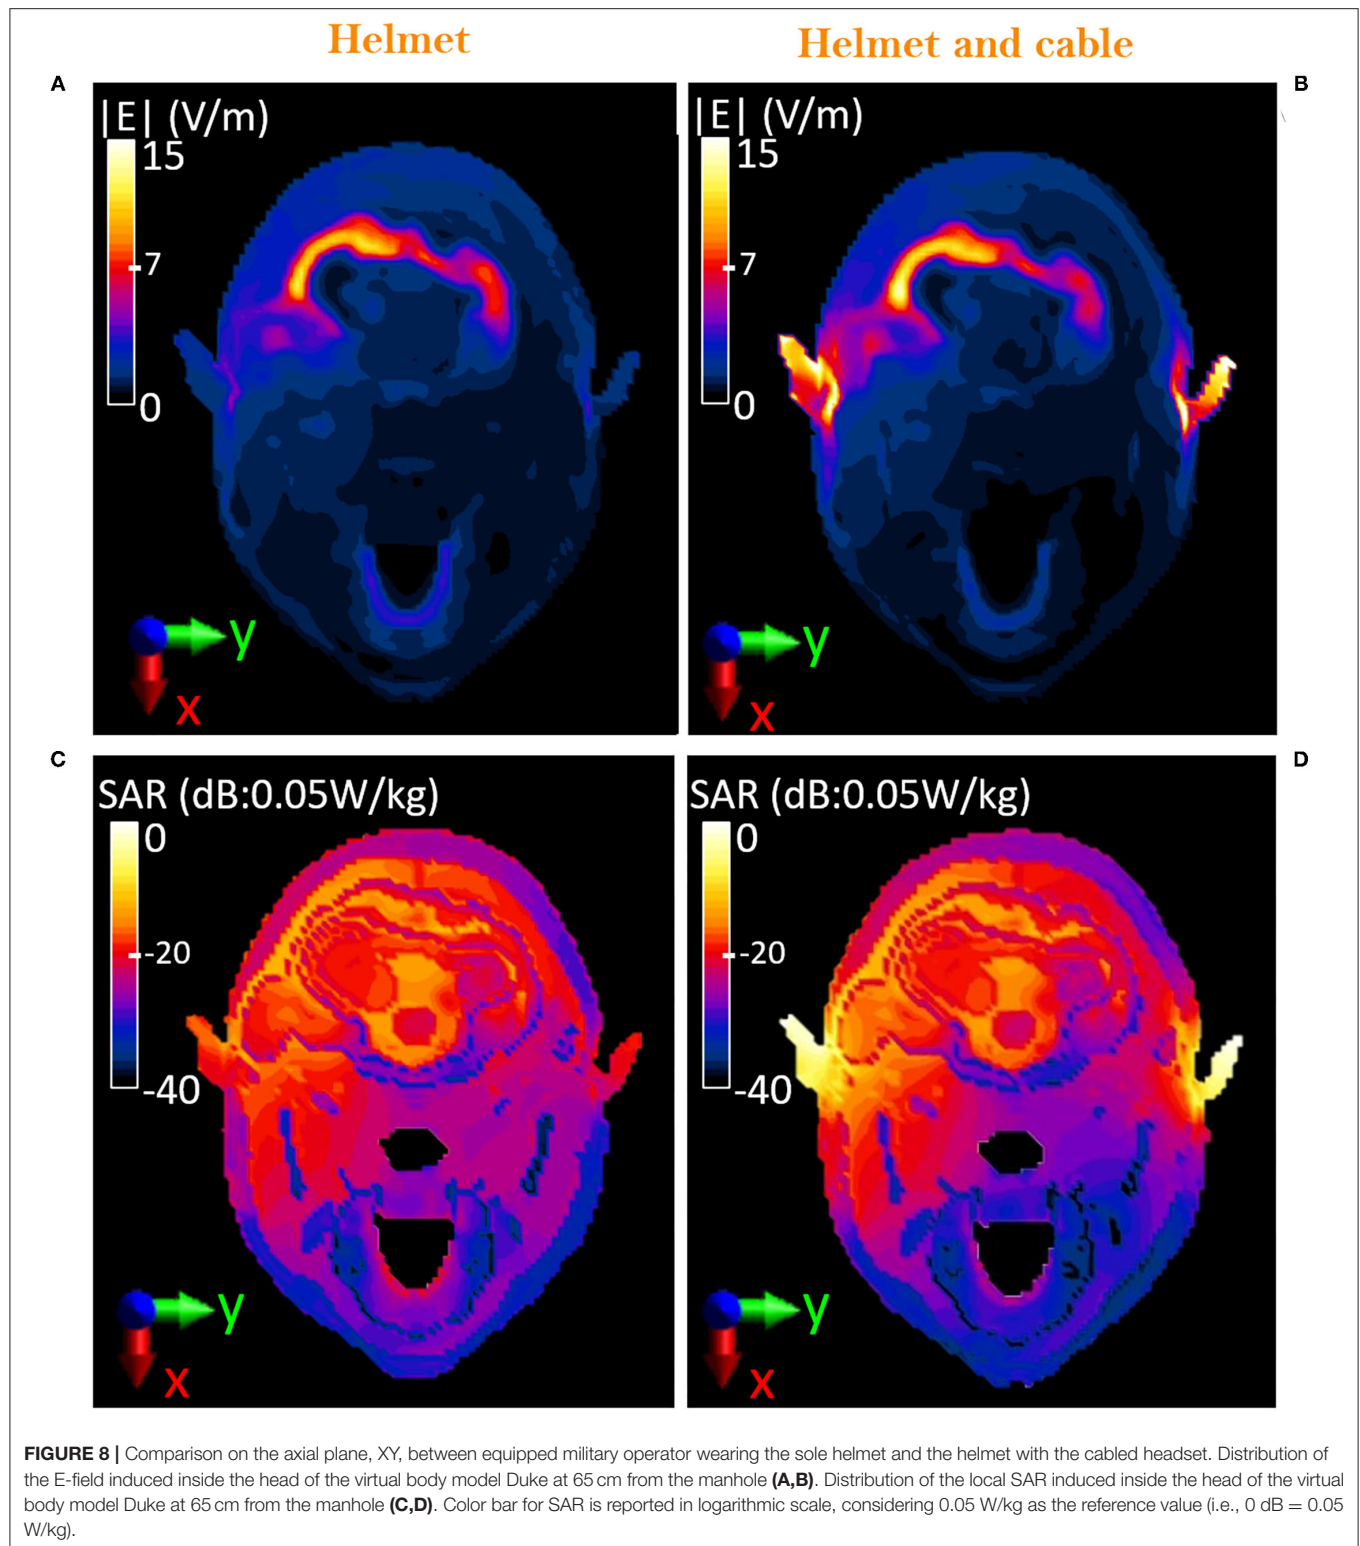 Helmet
Helmet and cable
A
B
|E| (V/m)
15
7
0
y
x
|E| (V/m)
15
7
0
y
x
C
D
SAR (dB:0.05W/kg)
0
-20
-40
y
x
SAR (dB:0.05W/kg)
0
-20
-40
y
x
FIGURE 8 | Comparison on the axial plane, XY, between equipped military operator wearing the sole helmet and the helmet with the cabled headset. Distribution of
the E-field induced inside the head of the virtual body model Duke at 65 cm from the manhole (A,B). Distribution of the local SAR induced inside the head of the virtual
body model Duke at 65 cm from the manhole (C,D). Color bar for SAR is reported in logarithmic scale, considering 0.05 W/kg as the reference value (i.e., 0 dB = 0.05
W/kg).